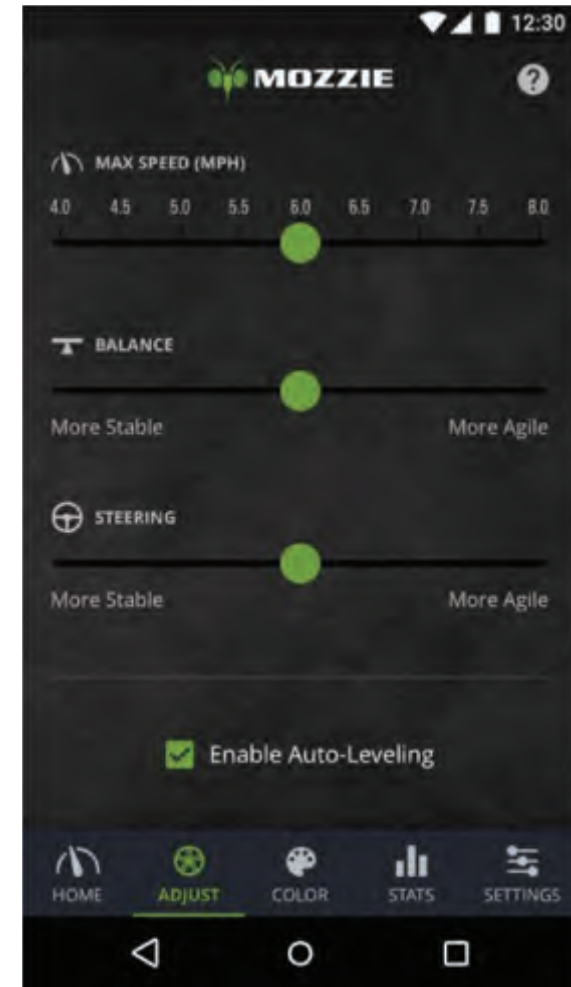 12:30
MOZZIE
?
MAX SPEED (MPH)
4.0 4.5 5.0 5.5 6.0 6.5 7.0 7.5 8.0
BALANCE
More Stable More Agile
STEERING
More Stable More Agile
Enable Auto-Leveling
HOME ADJUST COLOR STATS SETTINGS